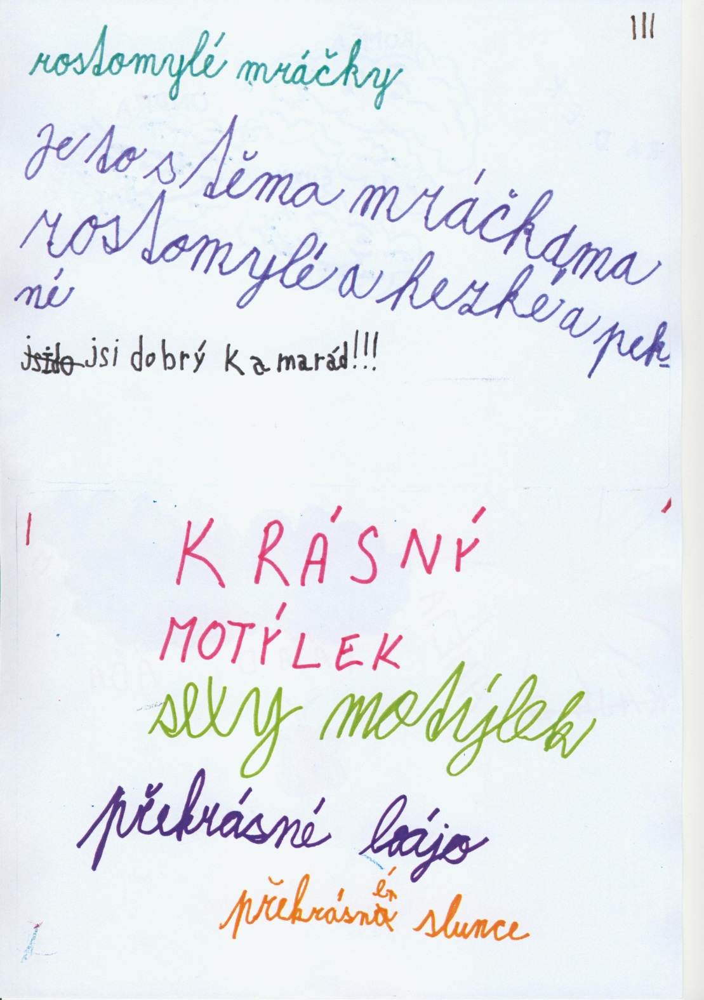 III
rostomylé mráčky
je to s těma mráčkama
rostomylé a hezké a pek-
né
jsi dobrý kamarád!!!
KRÁSNÝ
MOTÝLEK
sexy motýlek
překrásné
překrásné slunce